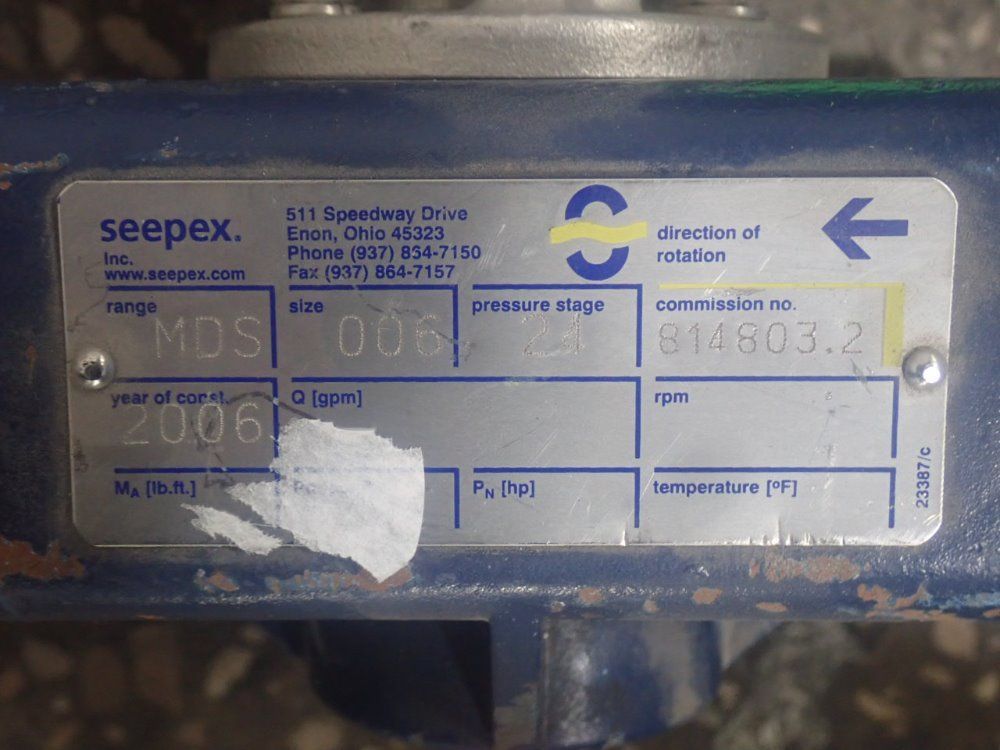 seepex.
Inc.
www.seepex.com
511 Speedway Drive
Enon, Ohio 45323
Phone (937) 864-7150
Fax (937) 864-7157
direction of
rotation
range
MDS
size
006
pressure stage
24
commission no.
814803.2
year of const.
2006
Q [gpm]
rpm
MA [lb.ft.]
PN [hp]
temperature [ºF]
23387/c